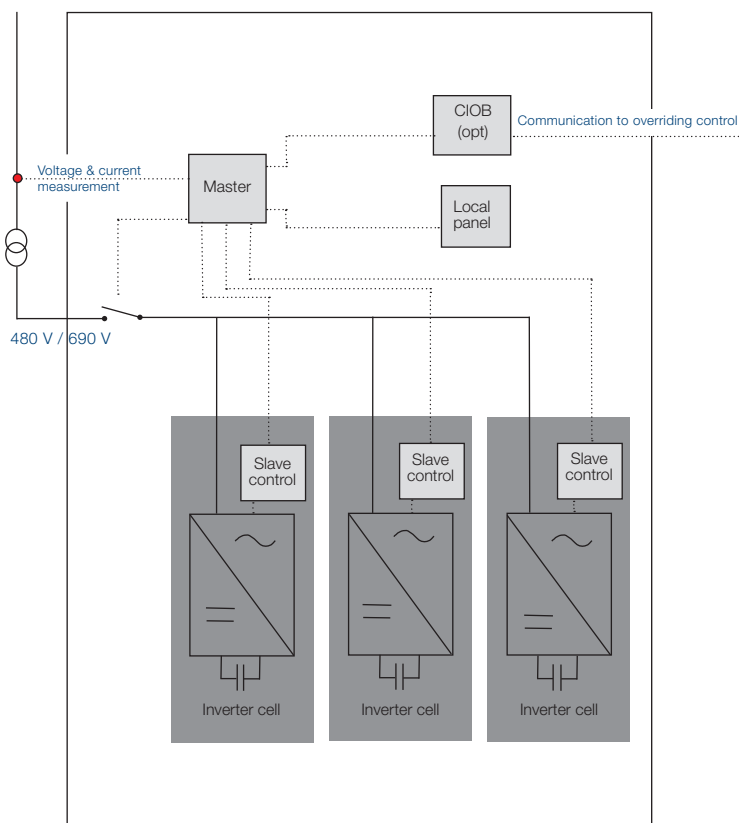 CIOB
(opt)
Communication to overriding control
Voltage & current
measurement
Master
Local
panel
480 V / 690 V
Slave
control
Slave
control
Slave
control
Inverter cell
Inverter cell
Inverter cell